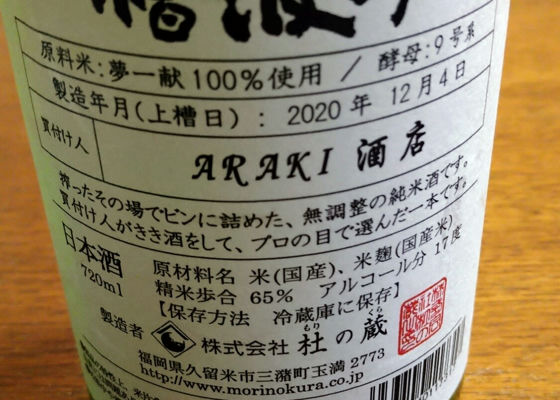 原料米:夢一献100%使用 / 酵母:9号系
製造年月(上槽日) : 2020年 12月4日
買付け人
ARAKI 酒店
搾ったその場でビンに詰めた、無調整の純米酒です。
買付け人がきき酒をして、プロの目で選んだ一本です。
日本酒
720ml
原材料名 米(国産)、米麹(国産米)
精米歩合 65% アルコール分 17度
【保存方法 冷蔵庫に保存】
製造者
株式会社 杜の蔵
もり くら
福岡県久留米市三潴町玉満 2773
http://www.morinokura.co.jp